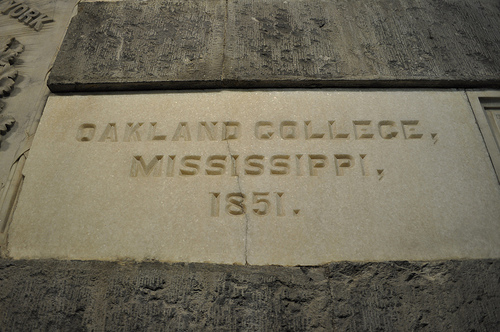 YORK
OAKLAND COLLEGE,
MISSISSIPPI,
1851.